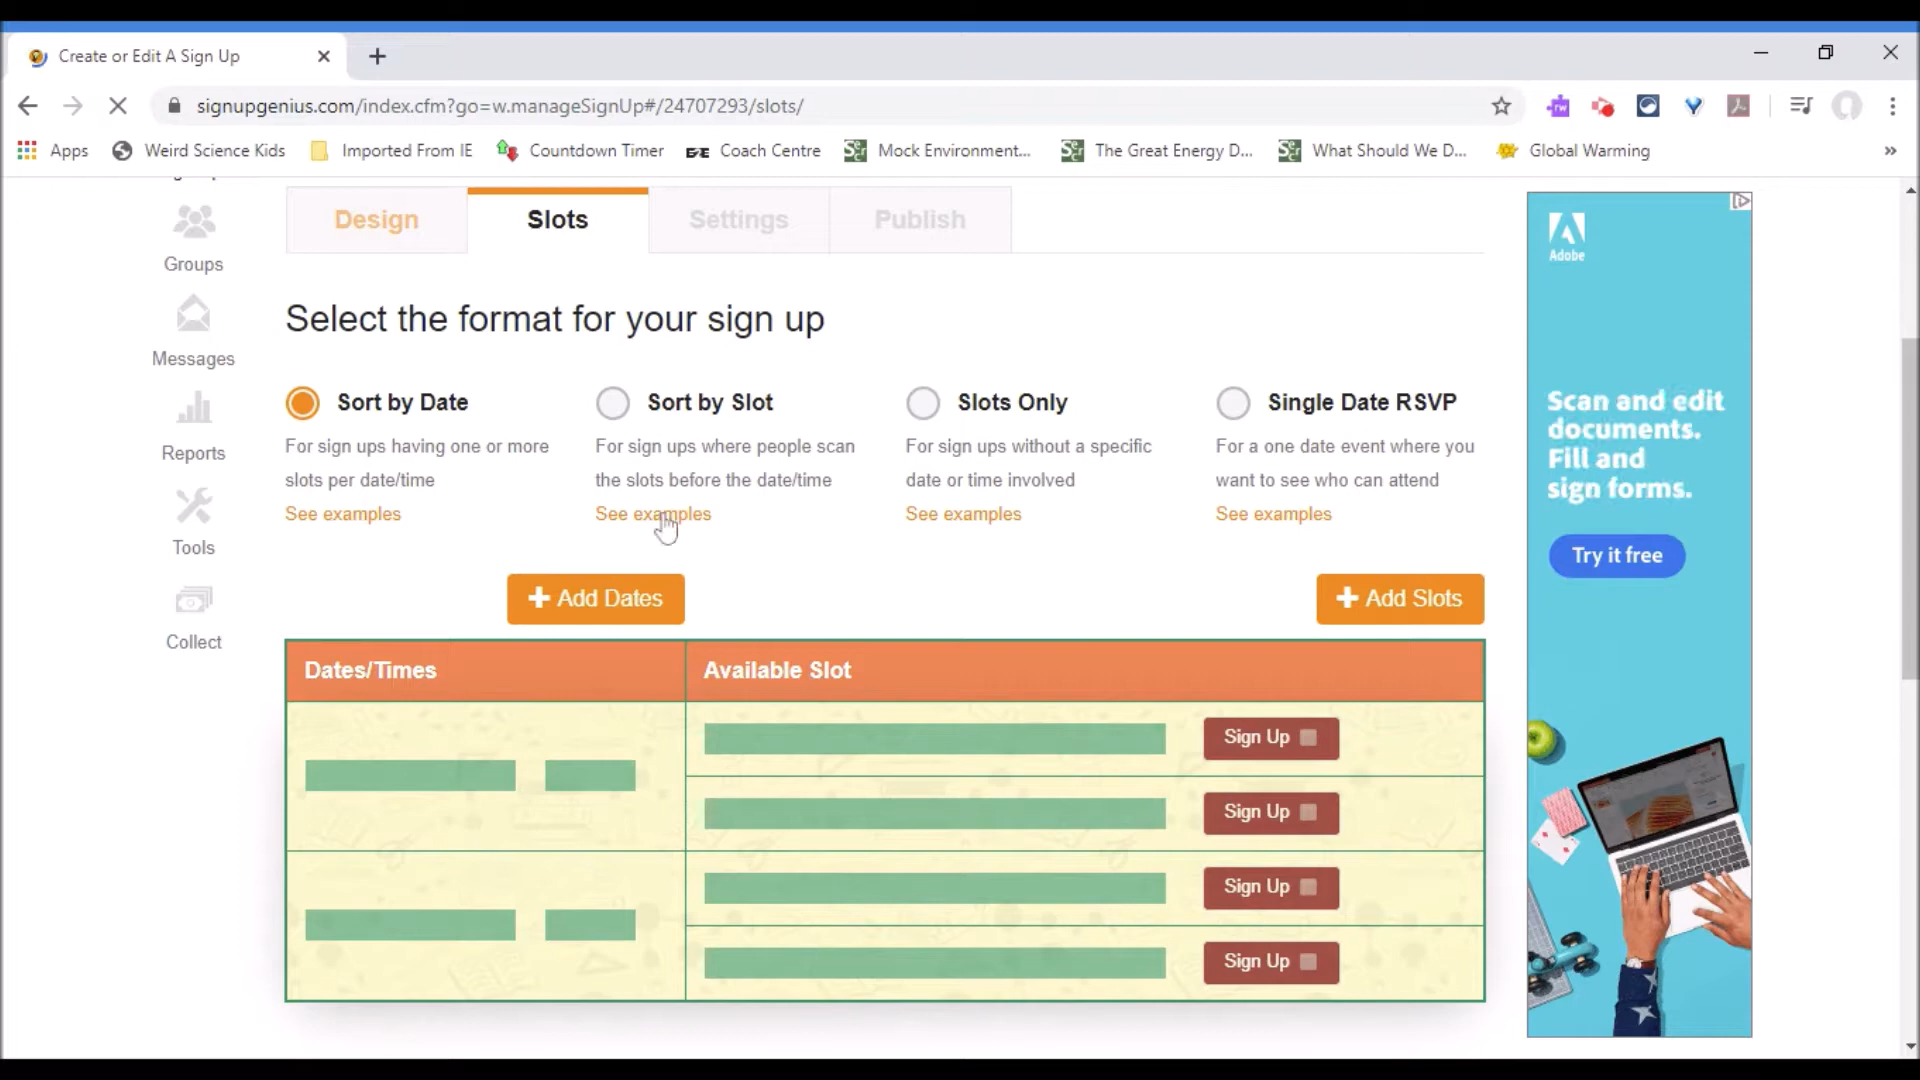 Create or Edit A Sign Up
signupgenius.com/index.cfm?go=w.manageSignUp#/24707293/slots/
rw
Apps
Weird Science Kids
Imported From IE
Countdown Timer
Coach Centre
Mock Environment...
The Great Energy D...
What Should We D...
Global Warming
»
Groups
Messages
Reports
Tools
Collect
Design
Slots
Settings
Publish
Select the format for your sign up
Sort by Date
For sign ups having one or more
slots per date/time
See examples
Sort by Slot
For sign ups where people scan
the slots before the date/time
See examples
Slots Only
For sign ups without a specific
date or time involved
See examples
Single Date RSVP
For a one date event where you
want to see who can attend
See examples
+ Add Dates
+ Add Slots
Dates/Times
Available Slot
Sign Up
Sign Up
Sign Up
Sign Up
Adobe
Scan and edit
documents.
Fill and
sign forms.
Try it free